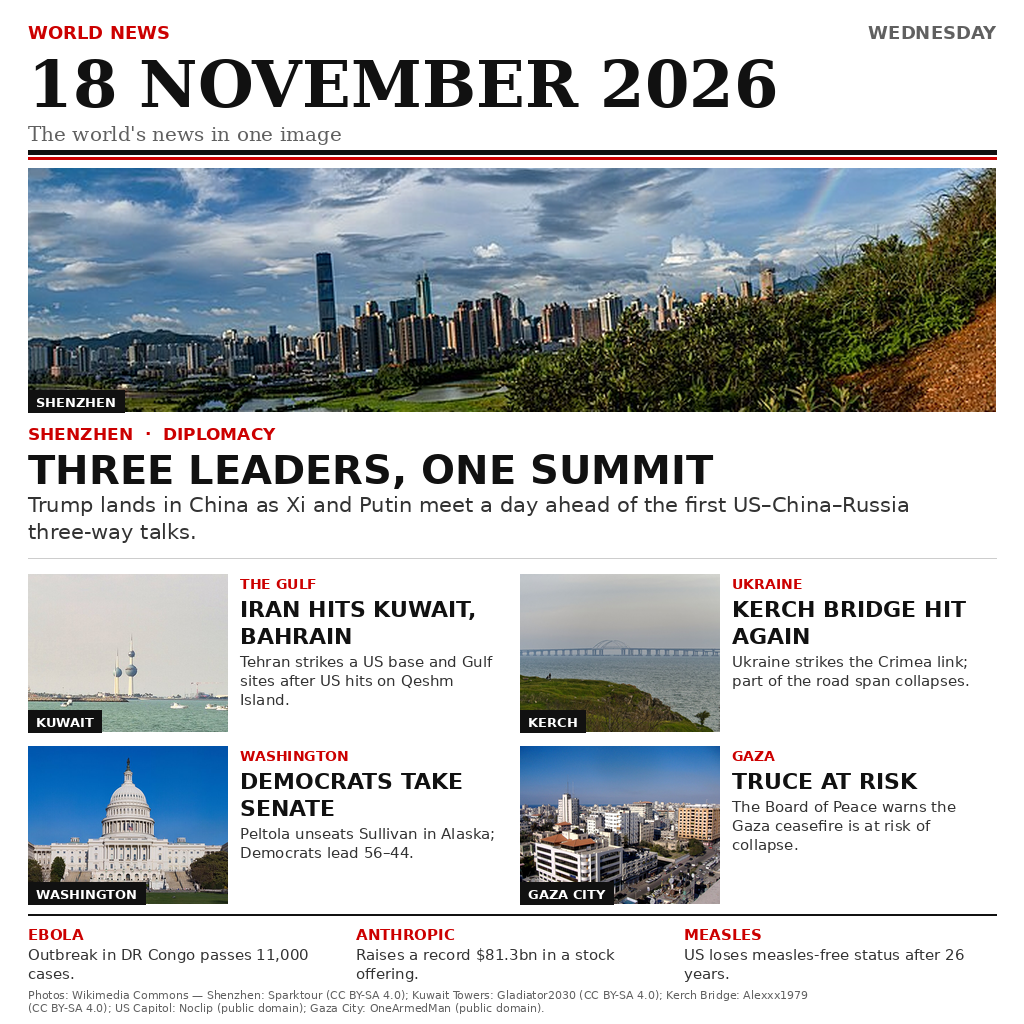 WORLD NEWS
WEDNESDAY
18 NOVEMBER 2026
The world's news in one image
SHENZHEN
SHENZHEN · DIPLOMACY
THREE LEADERS, ONE SUMMIT
Trump lands in China as Xi and Putin meet a day ahead of the first US–China–Russia
three-way talks.
KUWAIT
THE GULF
IRAN HITS KUWAIT,
BAHRAIN
Tehran strikes a US base and Gulf
sites after US hits on Qeshm
Island.
KERCH
UKRAINE
KERCH BRIDGE HIT
AGAIN
Ukraine strikes the Crimea link;
part of the road span collapses.
WASHINGTON
WASHINGTON
DEMOCRATS TAKE
SENATE
Peltola unseats Sullivan in Alaska;
Democrats lead 56–44.
GAZA CITY
GAZA
TRUCE AT RISK
The Board of Peace warns the
Gaza ceasefire is at risk of
collapse.
EBOLA
Outbreak in DR Congo passes 11,000
cases.
ANTHROPIC
Raises a record $81.3bn in a stock
offering.
MEASLES
US loses measles-free status after 26
years.
Photos: Wikimedia Commons — Shenzhen: Sparktour (CC BY-SA 4.0); Kuwait Towers: Gladiator2030 (CC BY-SA 4.0); Kerch Bridge: Alexxx1979
(CC BY-SA 4.0); US Capitol: Noclip (public domain); Gaza City: OneArmedMan (public domain).